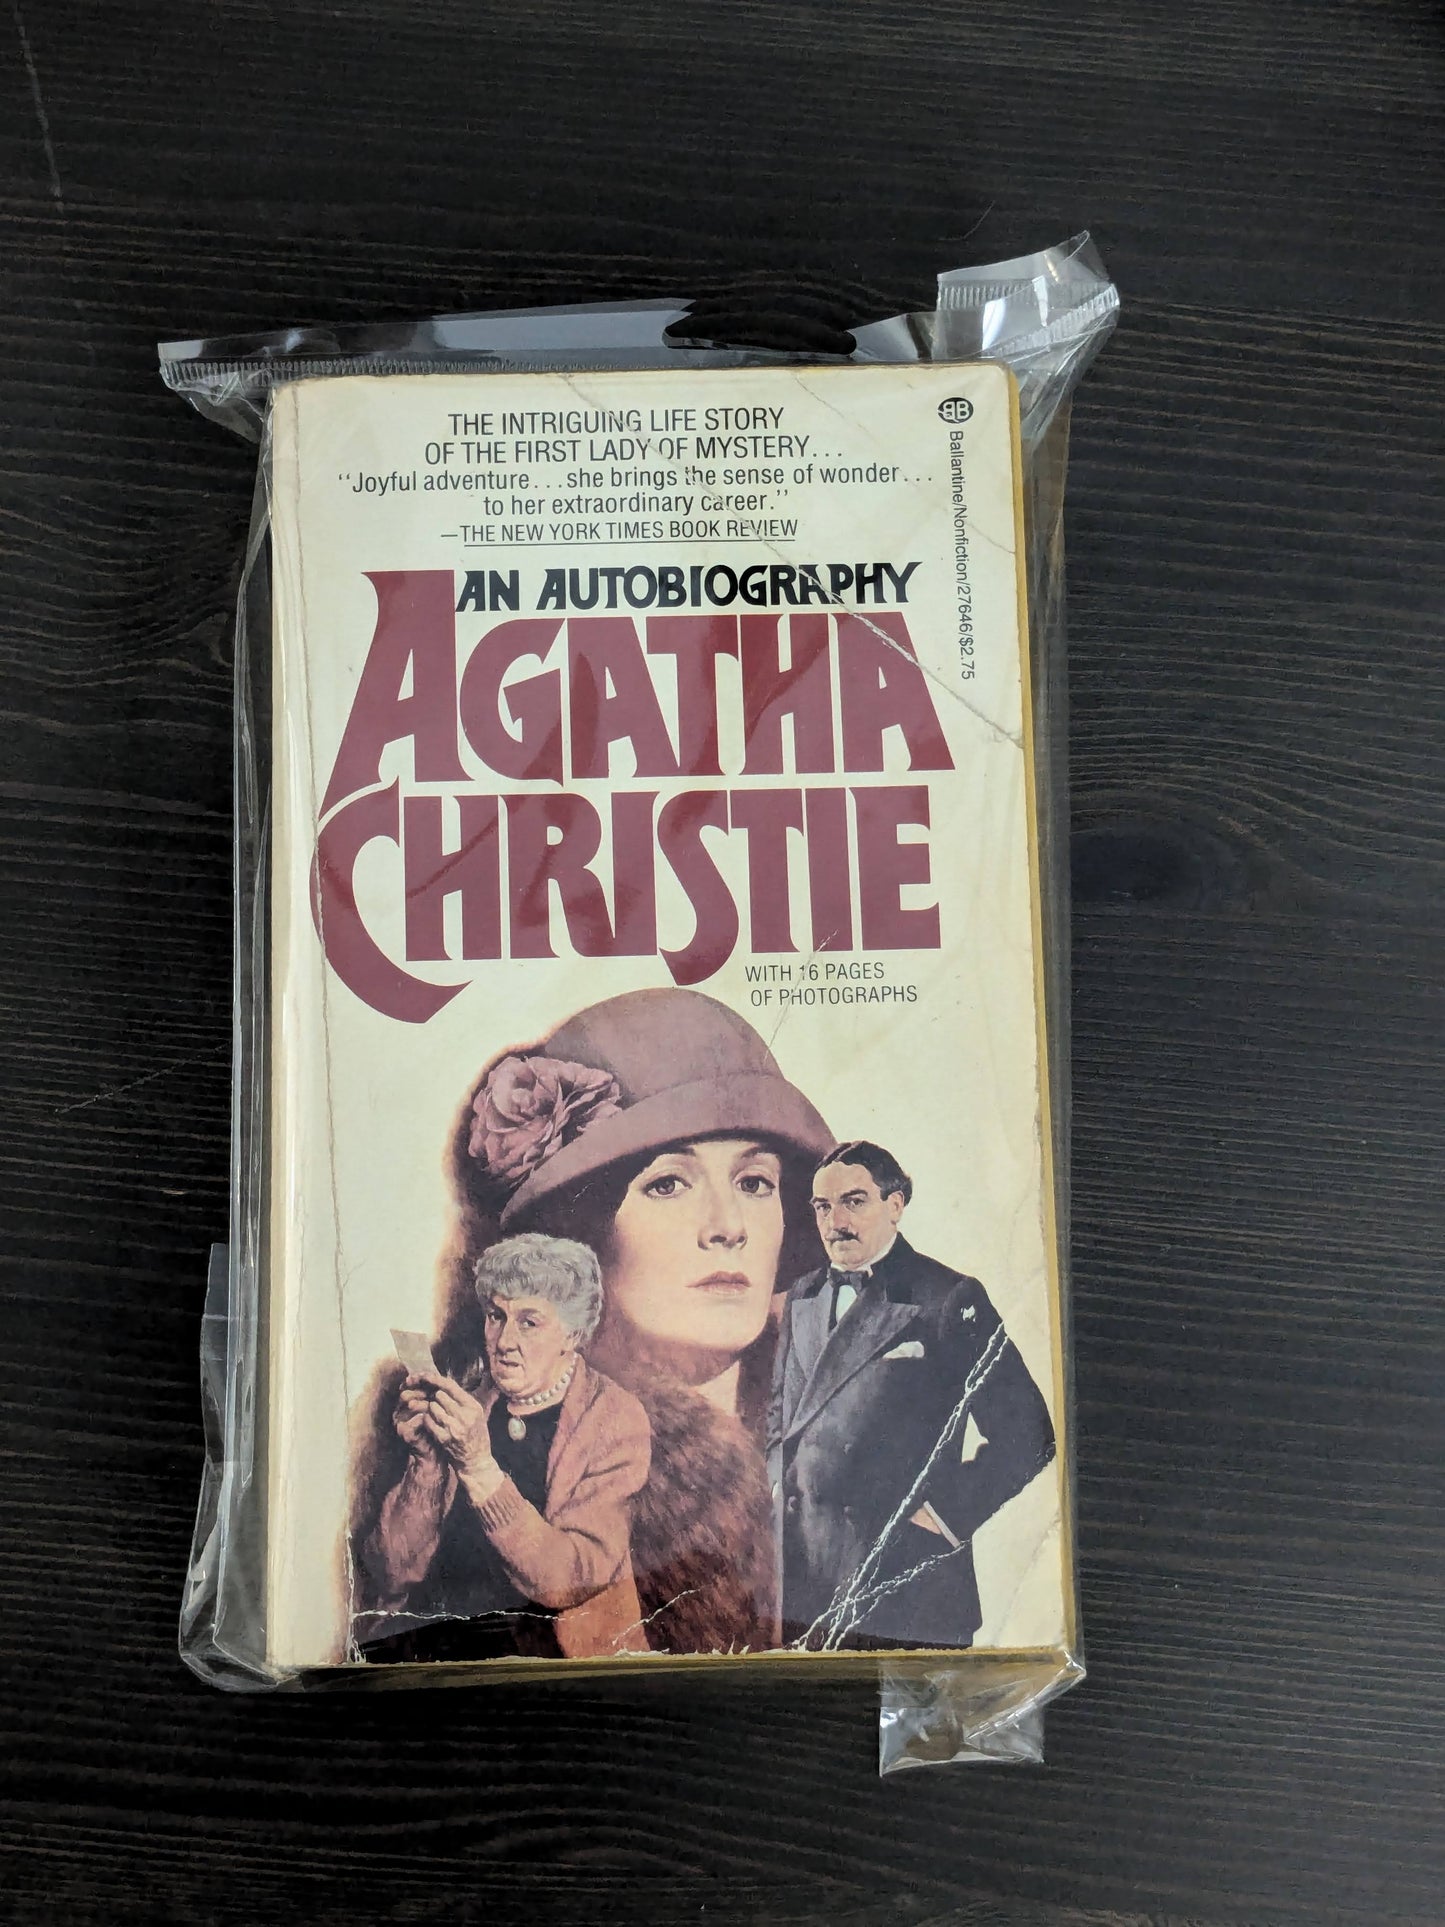 THE INTRIGUING LIFE STORY
OF THE FIRST LADY OF MYSTERY...
"Joyful adventure...she brings the sense of wonder...
to her extraordinary career."
—THE NEW YORK TIMES BOOK REVIEW
BB
Ballantine/Nonfiction/27646/$2.75
AN AUTOBIOGRAPHY
AGATHA
CHRISTIE
WITH 16 PAGES
OF PHOTOGRAPHS